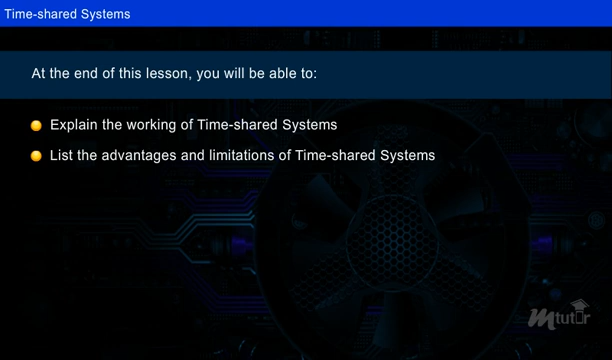 Time-shared Systems
At the end of this lesson, you will be able to:
Explain the working of Time-shared Systems
List the advantages and limitations of Time-shared Systems
Mtutor